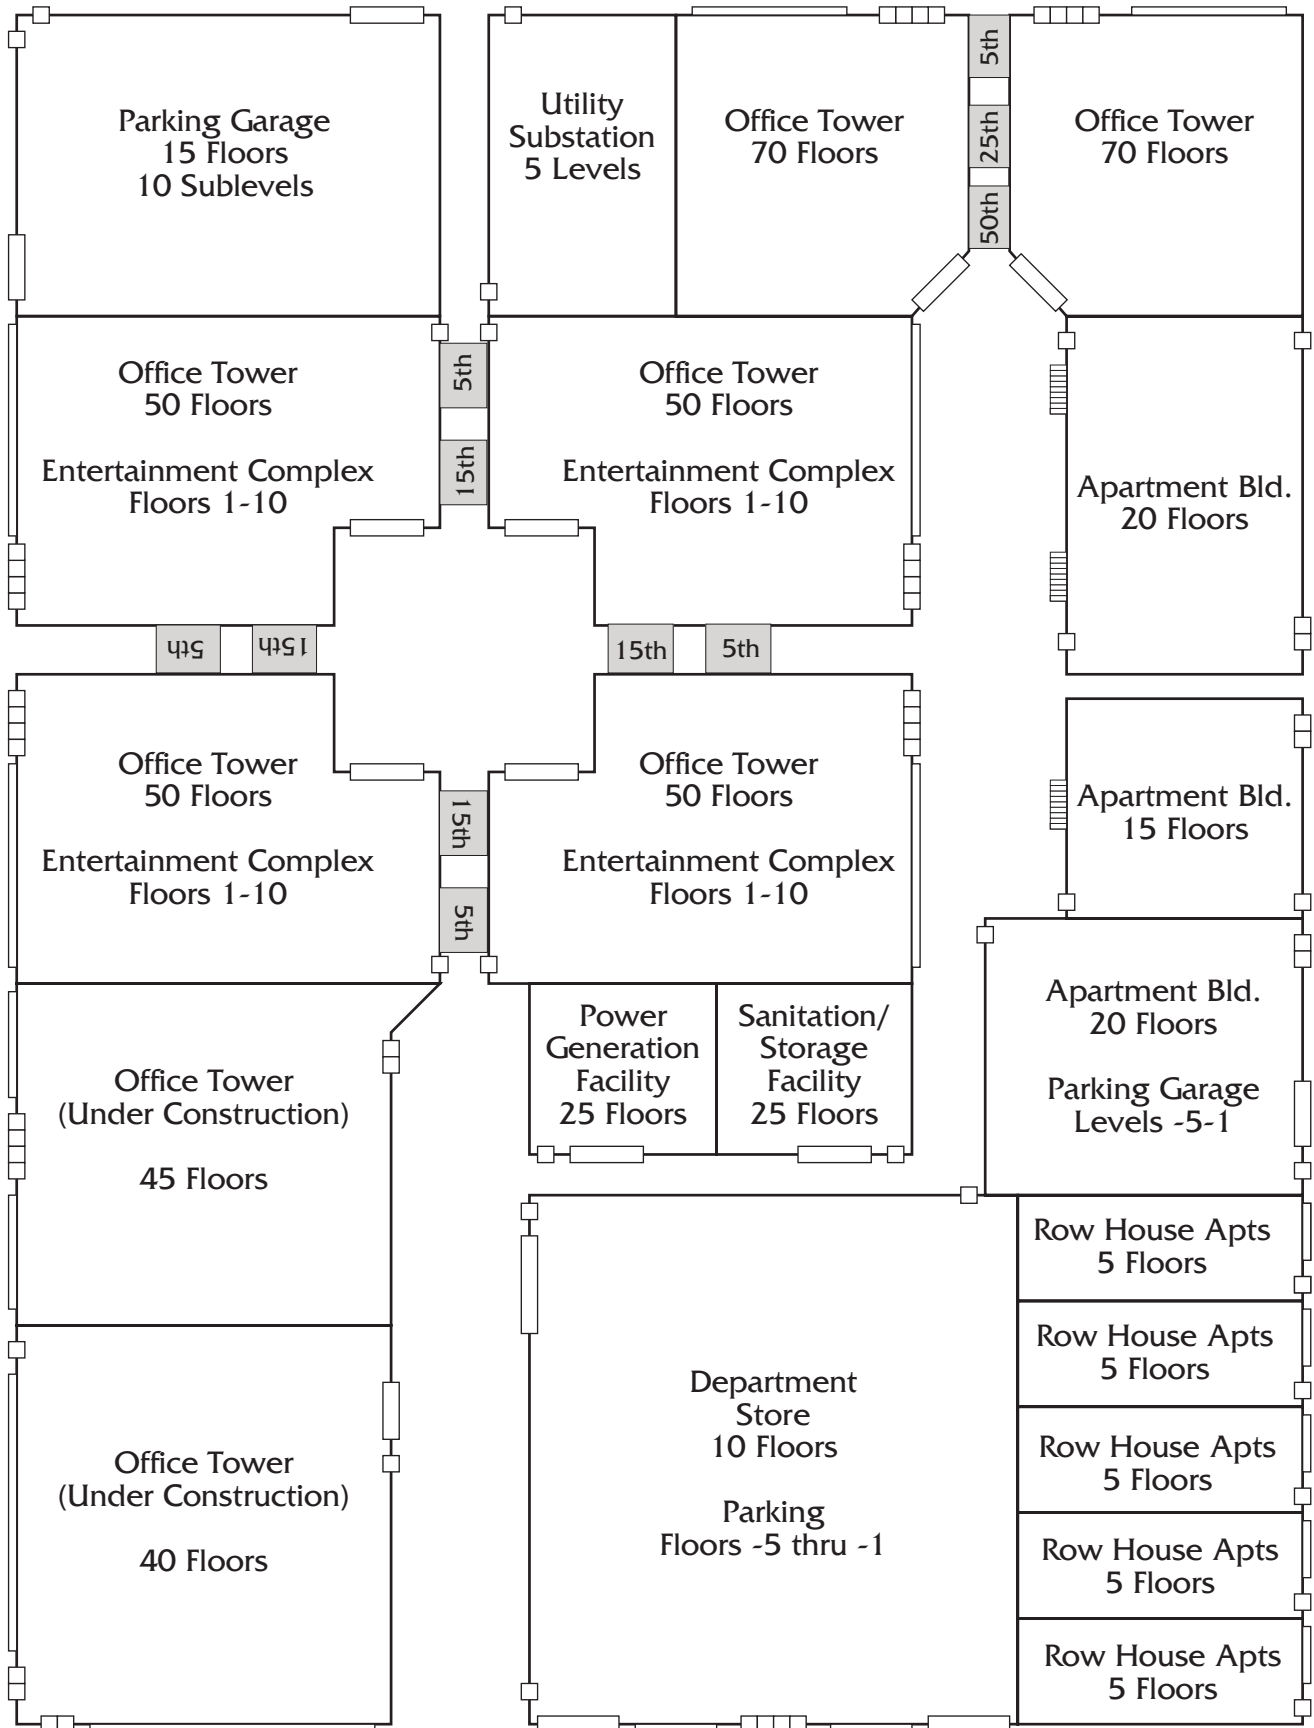 Parking Garage
15 Floors
10 Sublevels
Utility
Substation
5 Levels
Office Tower
70 Floors
5th
25th
50th
Office Tower
70 Floors
Office Tower
50 Floors
Entertainment Complex
Floors 1-10
5th
15th
Office Tower
50 Floors
Entertainment Complex
Floors 1-10
Apartment Bld.
20 Floors
5th
15th
15th
5th
Office Tower
50 Floors
Entertainment Complex
Floors 1-10
15th
5th
Office Tower
50 Floors
Entertainment Complex
Floors 1-10
Apartment Bld.
15 Floors
Office Tower
(Under Construction)
45 Floors
Power
Generation
Facility
25 Floors
Sanitation/
Storage
Facility
25 Floors
Apartment Bld.
20 Floors
Parking Garage
Levels -5-1
Office Tower
(Under Construction)
40 Floors
Department
Store
10 Floors
Parking
Floors -5 thru -1
Row House Apts
5 Floors
Row House Apts
5 Floors
Row House Apts
5 Floors
Row House Apts
5 Floors
Row House Apts
5 Floors